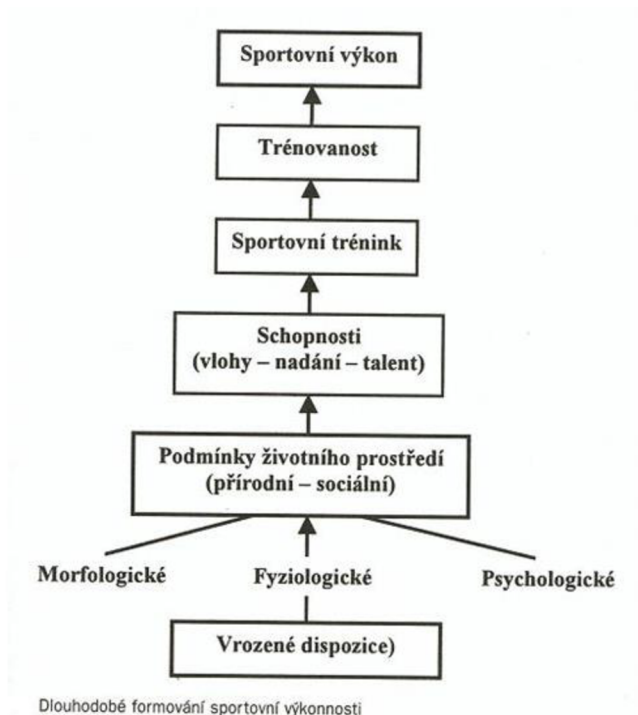 Sportovní výkon
Trénovanost
Sportovní trénink
Schopnosti
(vlohy – nadání – talent)
Podmínky životního prostředí
(přírodní – sociální)
Morfologické
Fyziologické
Psychologické
Vrozené dispozice)
Dlouhodobé formování sportovní výkonnosti